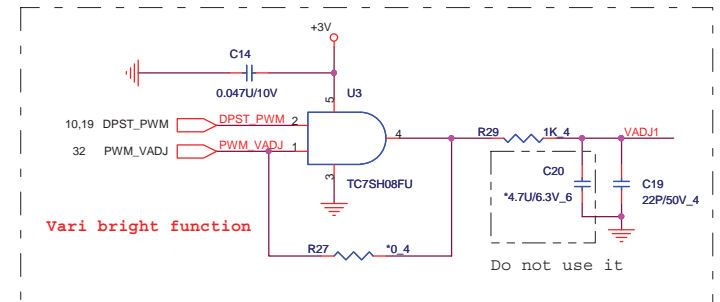 +3V
C14
0.047U/10V
U3
5
10,19 DPST_PWM
DPST_PWM
2
32 PWM_VADJ
PWM_VADJ
1
4
3
TC7SH08FU
R29
1K_4
VADJ1
C20
*4.7U/6.3V_6
C19
22P/50V_4
Vari bright function
R27
*0_4
Do not use it